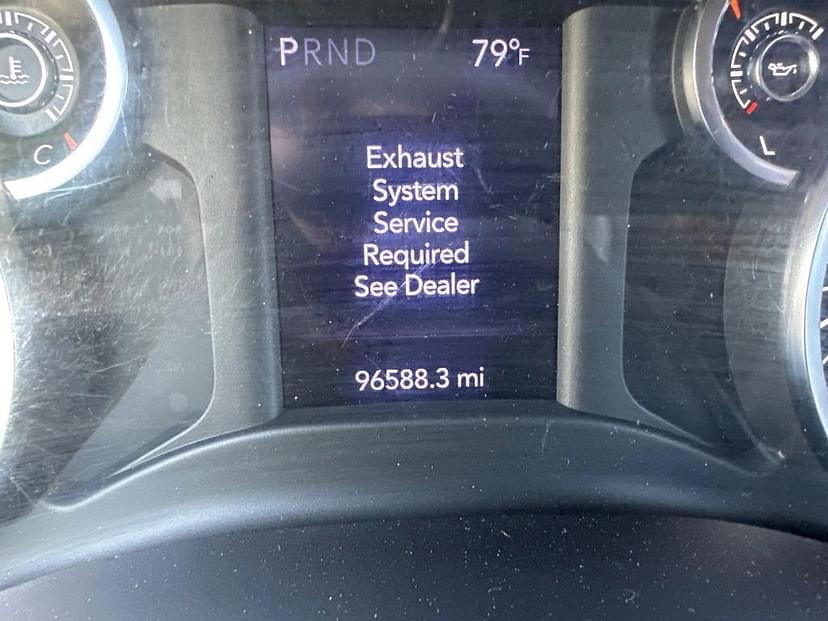 PRND 79°F
Exhaust
System
Service
Required
See Dealer
96588.3 mi
C
L